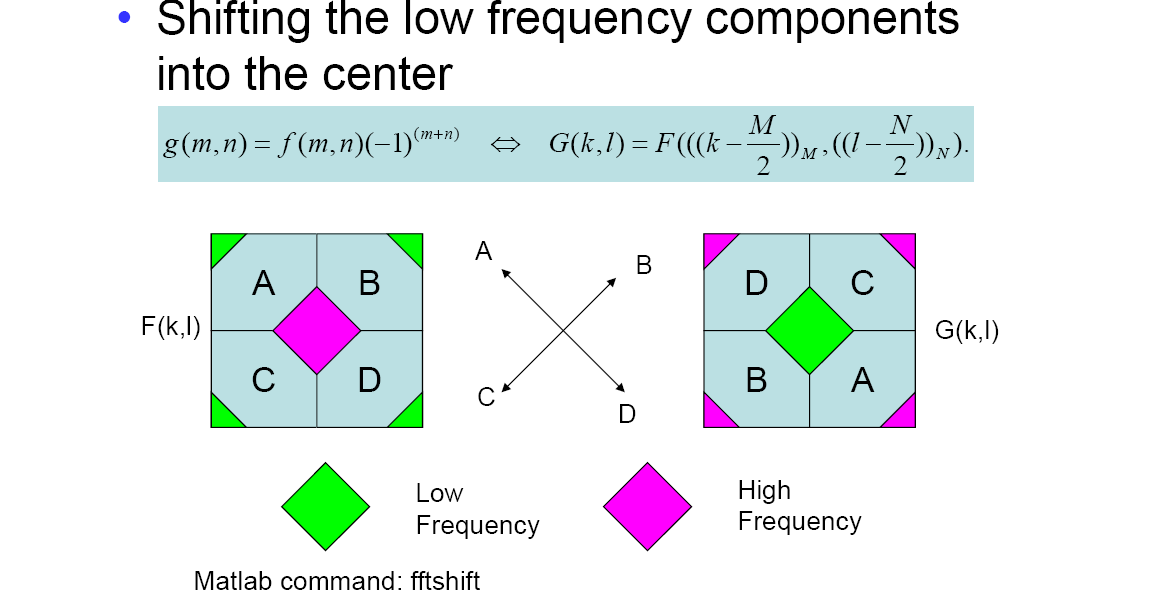 • Shifting the low frequency components
into the center
g(m,n) = f(m,n)(−1)^(m+n) ⇔ G(k,l) = F(((k − M/2))_M, ((l − N/2))_N).
A B
C D
F(k,l)
A
B
C
D
D C
B A
G(k,l)
Low
Frequency
High
Frequency
Matlab command: fftshift